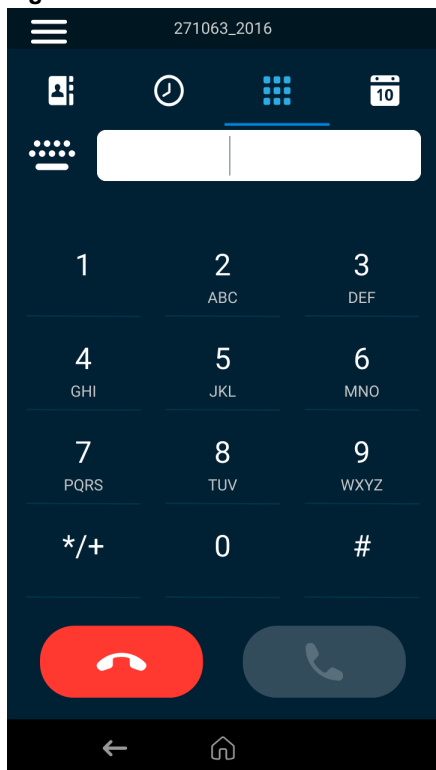 271063_2016
10
1 2 3
ABC DEF
4 5 6
GHI JKL MNO
7 8 9
PQRS TUV WXYZ
*/+ 0 #